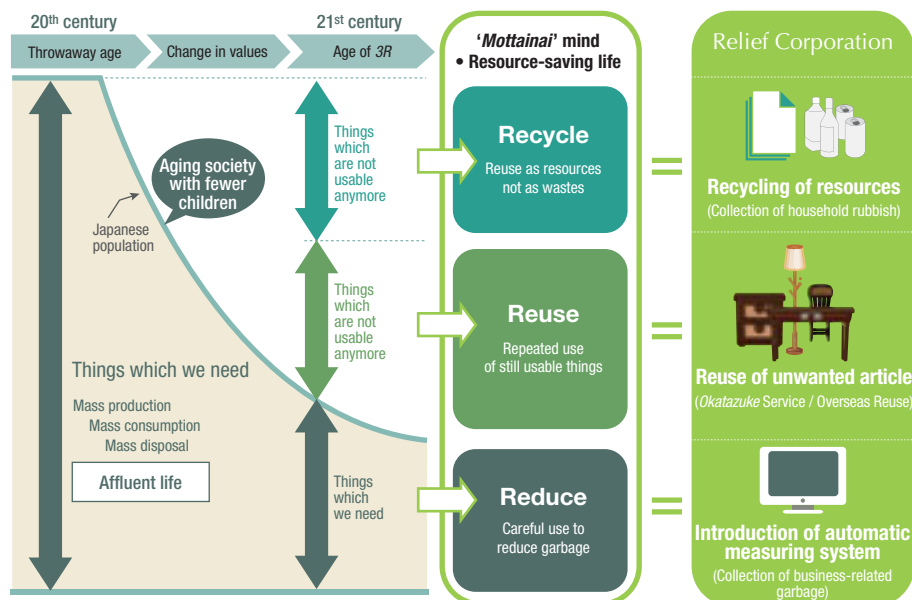 20th century
21st century
Throwaway age
Change in values
Age of 3R
'Mottainai' mind
• Resource-saving life
Relief Corporation
Aging society
with fewer
children
Japanese
population
Things which we need
Mass production
Mass consumption
Mass disposal
Affluent life
Things
which
are not
usable
anymore
Things
which
are not
usable
anymore
Things
which
we need
Recycle
Reuse as resources
not as wastes
Reuse
Repeated use
of still usable things
Reduce
Careful use to
reduce garbage
Recycling of resources
(Collection of household rubbish)
Reuse of unwanted article
(Okatazuke Service / Overseas Reuse)
Introduction of automatic
measuring system
(Collection of business-related
garbage)